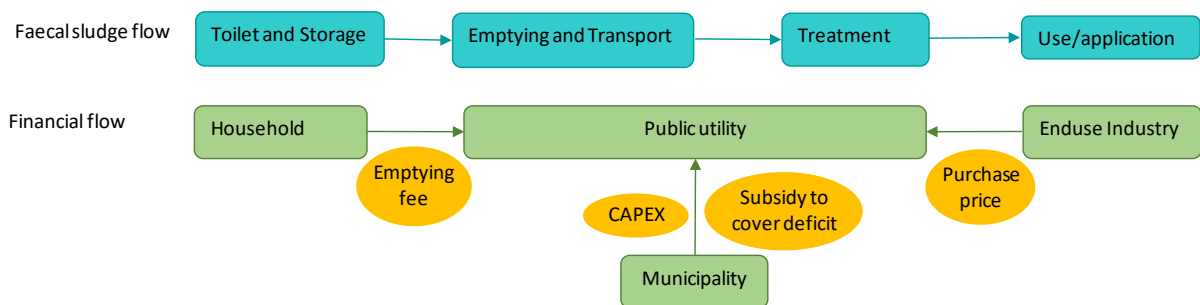 Faecal sludge flow
Toilet and Storage
Emptying and Transport
Treatment
Use/application
Financial flow
Household
Public utility
Enduse Industry
Emptying
fee
CAPEX
Subsidy to
cover deficit
Purchase
price
Municipality